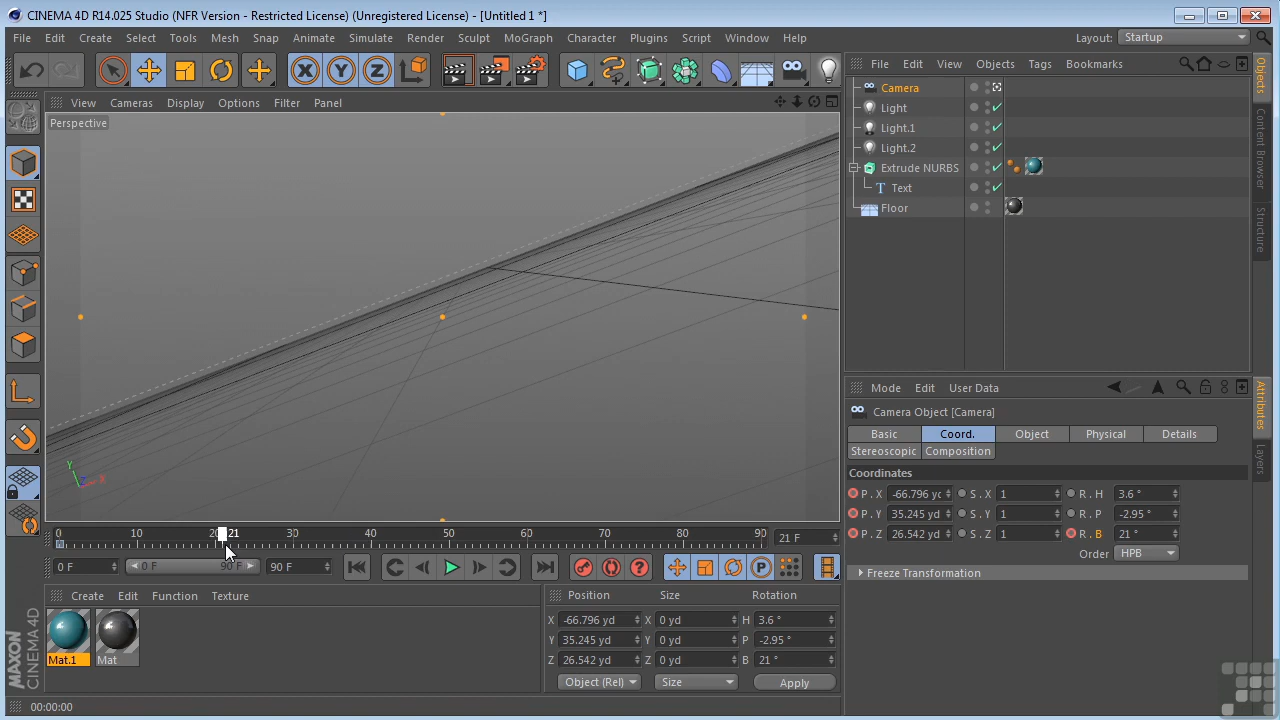 CINEMA 4D R14.025 Studio (NFR Version - Restricted License) (Unregistered License) - [Untitled 1 *]
File Edit Create Select Tools Mesh Snap Animate Simulate Render Sculpt MoGraph Character Plugins Script Window Help Layout: Startup
X Y Z
File Edit View Objects Tags Bookmarks
View Cameras Display Options Filter Panel
Perspective
Camera
Light
Light.1
Light.2
Extrude NURBS
T Text
Floor
Objects
Content Browser
Structure
Y Z X
Mode Edit User Data
Camera Object [Camera]
Basic Coord. Object Physical Details
Stereoscopic Composition
Coordinates
P . X -66.796 yd S . X 1 R . H 3.6 °
P . Y 35.245 yd S . Y 1 R . P -2.95 °
P . Z 26.542 yd S . Z 1 R . B 21 °
Order HPB
Freeze Transformation
Attributes
Layers
0 10 20 21 30 40 50 60 70 80 90 21 F
0 F 0 F 90 F 90 F
? P
Create Edit Function Texture
Mat.1 Mat
Position Size Rotation
X -66.796 yd X 0 yd H 3.6 °
Y 35.245 yd Y 0 yd P -2.95 °
Z 26.542 yd Z 0 yd B 21 °
Object (Rel) Size Apply
MAXON
CINEMA 4D
00:00:00